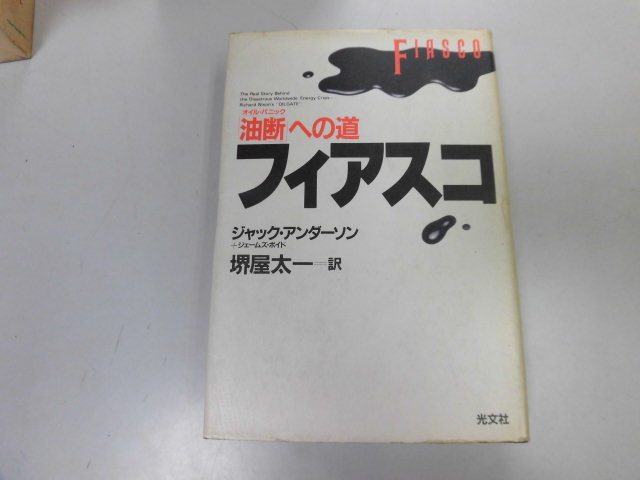 FIASCO
The Real Story Behind
the Disastrous Worldwide Energy Crisis–
Richard Nixon's "OILGATE"
オイル・パニック
「油断」への道
フィアスコ
ジャック・アンダーソン
+ジェームズ・ボイド
堺屋太一——訳
光文社